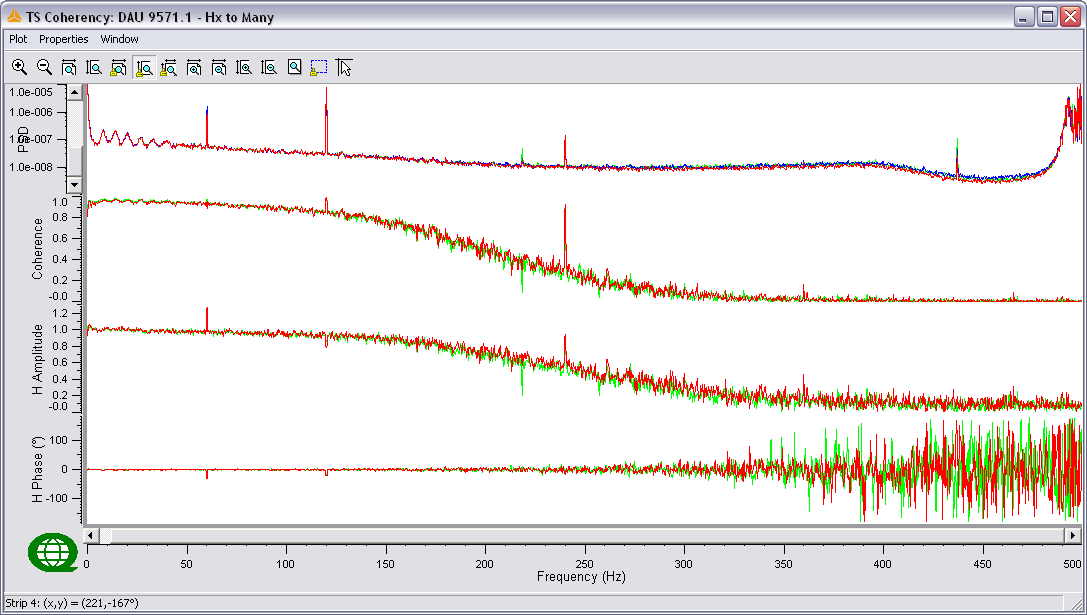 TS Coherency: DAU 9571.1 - Hx to Many
Plot Properties Window
PSD
1.0e-005
1.0e-006
1.0e-007
1.0e-008
Coherence
1.0
0.8
0.6
0.4
0.2
-0.0
H Amplitude
1.2
1.0
0.8
0.6
0.4
0.2
-0.0
H Phase (°)
100
0
-100
0 50 100 150 200 250 300 350 400 450 500
Frequency (Hz)
Strip 4: (x,y) = (221,-167°)